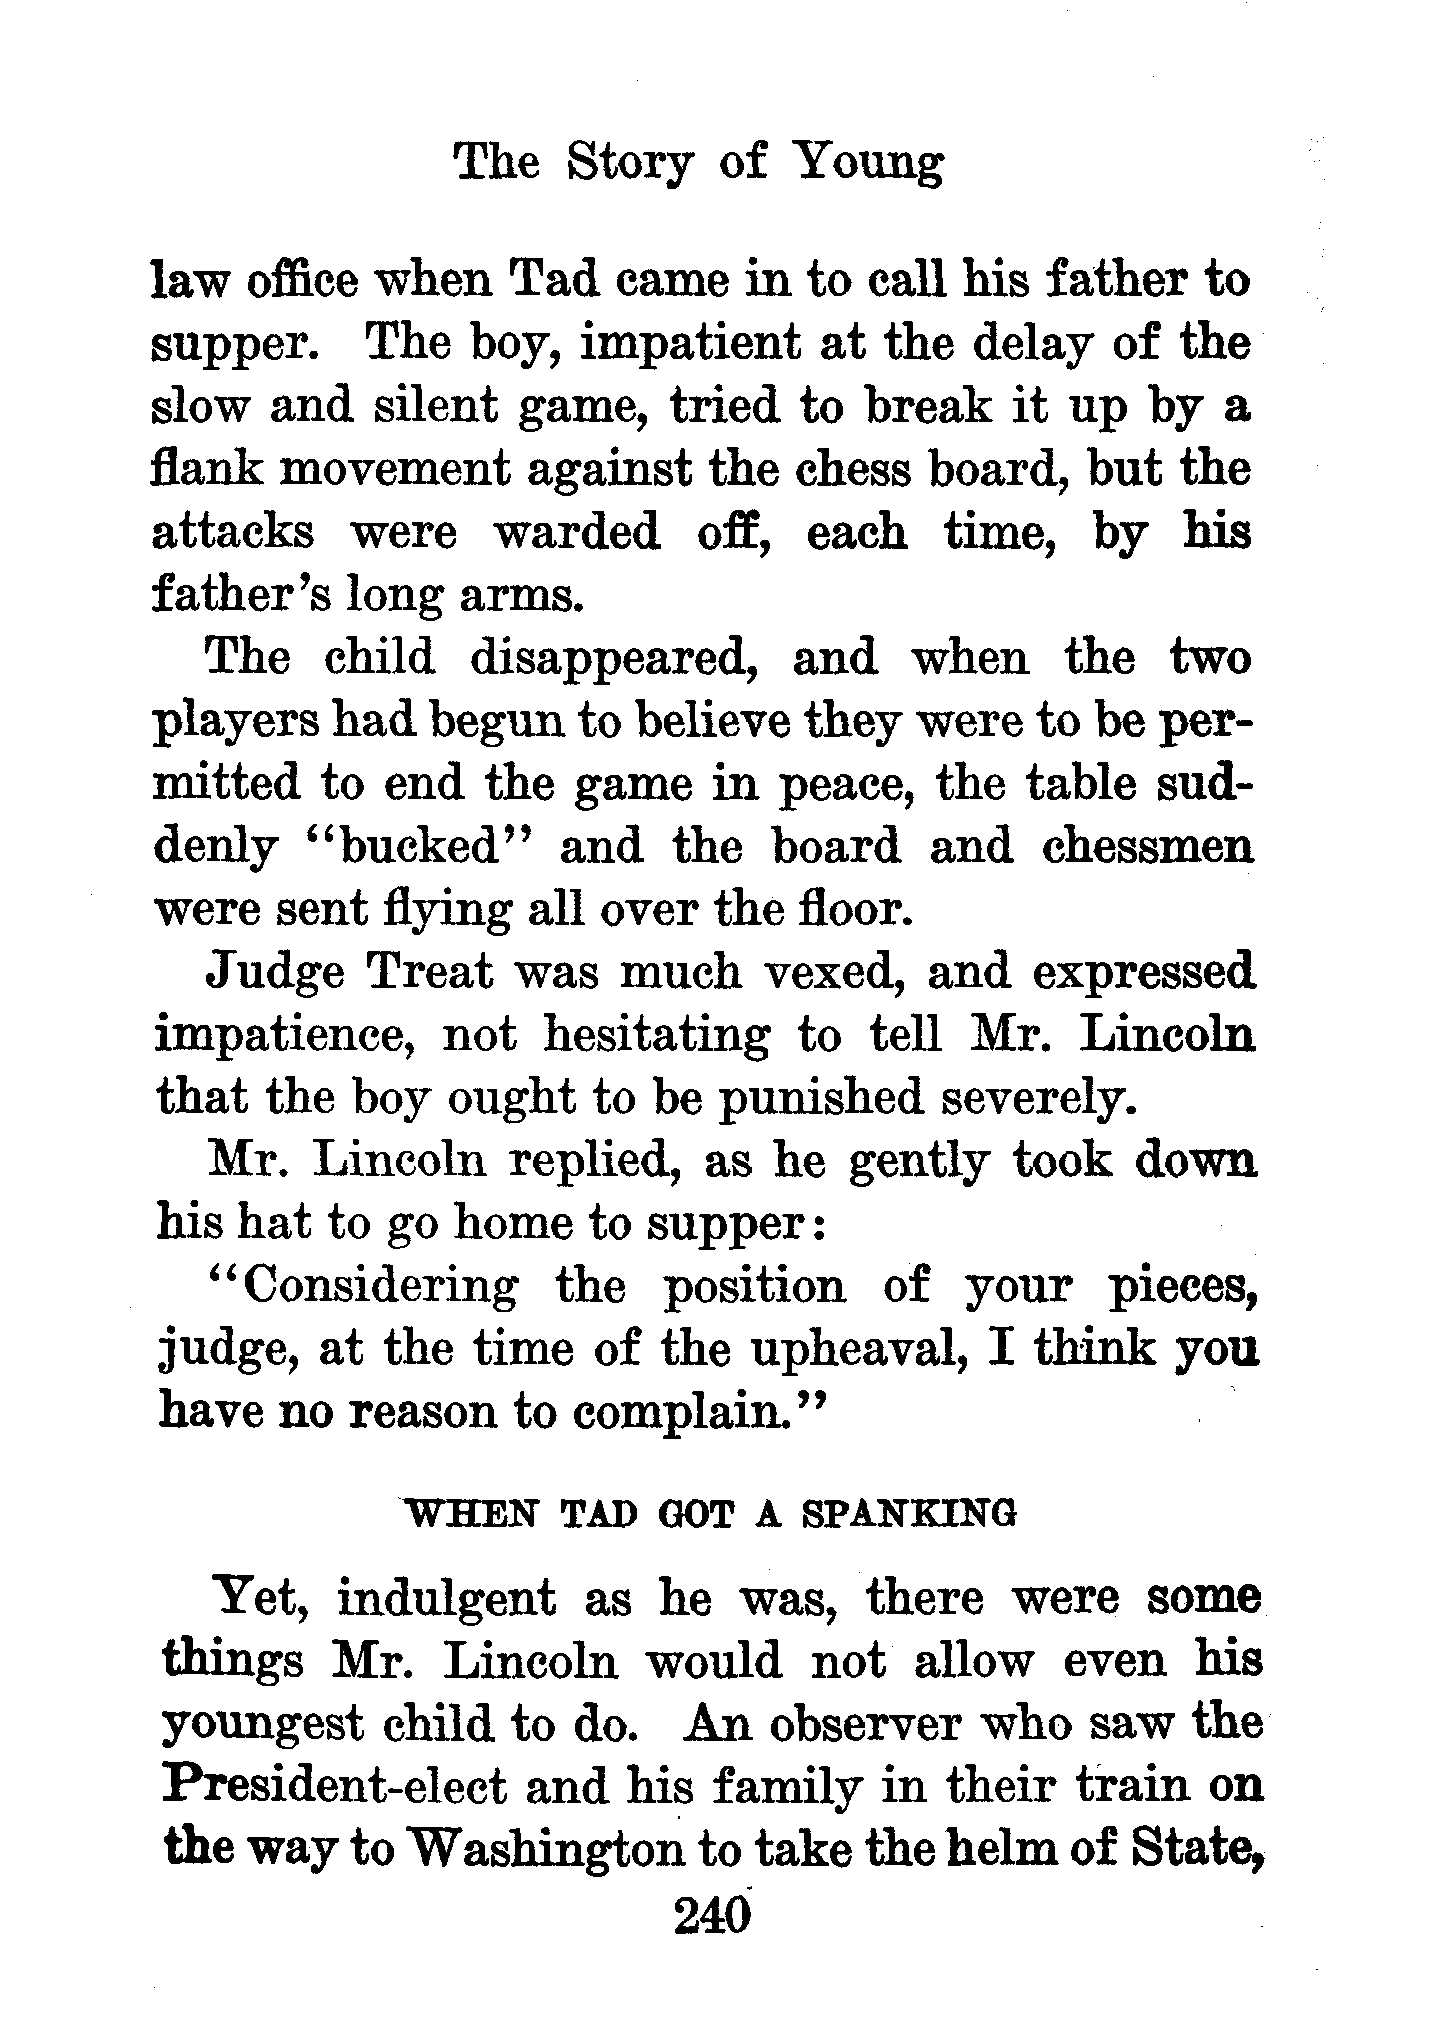 The Story of Young
law office when Tad came in to call his father to
supper. The boy, impatient at the delay of the
slow and silent game, tried to break it up by a
flank movement against the chess board, but the
attacks were warded off, each time, by his
father's long arms.
The child disappeared, and when the two
players had begun to believe they were to be per-
mitted to end the game in peace, the table sud-
denly "bucked" and the board and chessmen
were sent flying all over the floor.
Judge Treat was much vexed, and expressed
impatience, not hesitating to tell Mr. Lincoln
that the boy ought to be punished severely.
Mr. Lincoln replied, as he gently took down
his hat to go home to supper:
"Considering the position of your pieces,
judge, at the time of the upheaval, I think you
have no reason to complain."
WHEN TAD GOT A SPANKING
Yet, indulgent as he was, there were some
things Mr. Lincoln would not allow even his
youngest child to do. An observer who saw the
President-elect and his family in their train on
the way to Washington to take the helm of State,
240